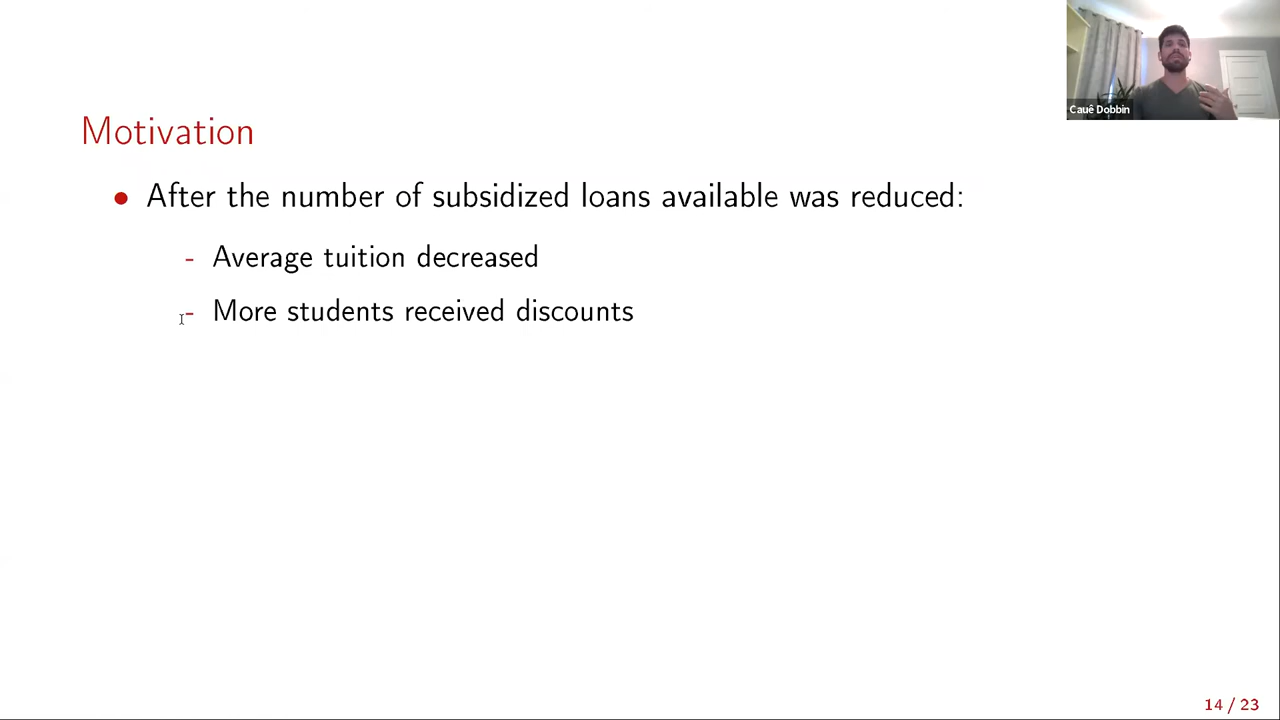 Cauê Dobbin
Motivation
• After the number of subsidized loans available was reduced:
- Average tuition decreased
- More students received discounts
14 / 23